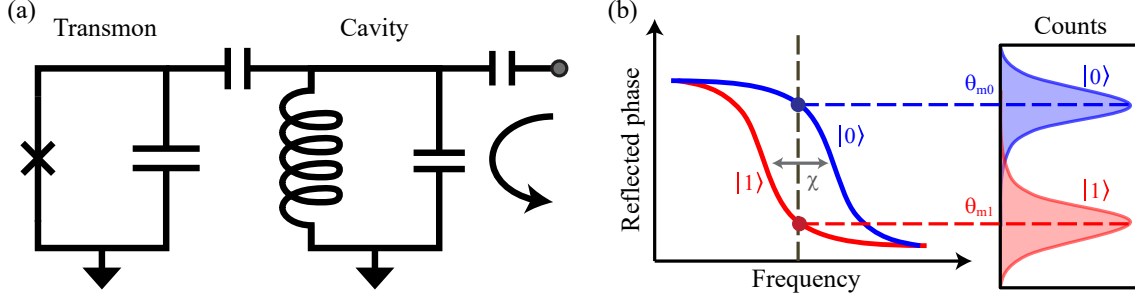 (a)
Transmon
Cavity
(b)
Reflected phase
Frequency
|1⟩
|0⟩
χ
Counts
θm0
|0⟩
θm1
|1⟩